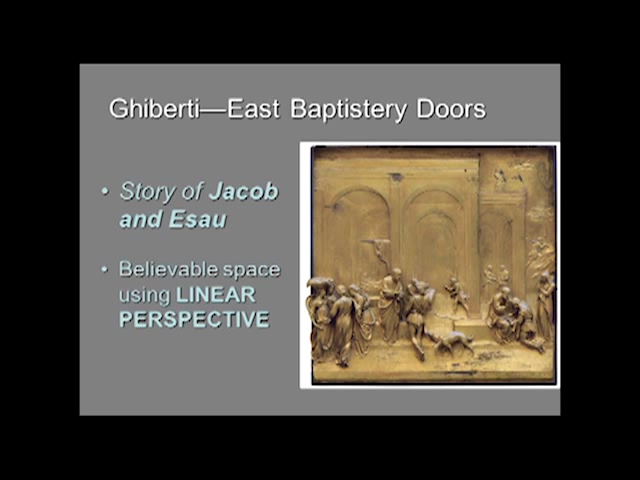 Ghiberti—East Baptistery Doors
• Story of Jacob
and Esau
• Believable space
using LINEAR
PERSPECTIVE